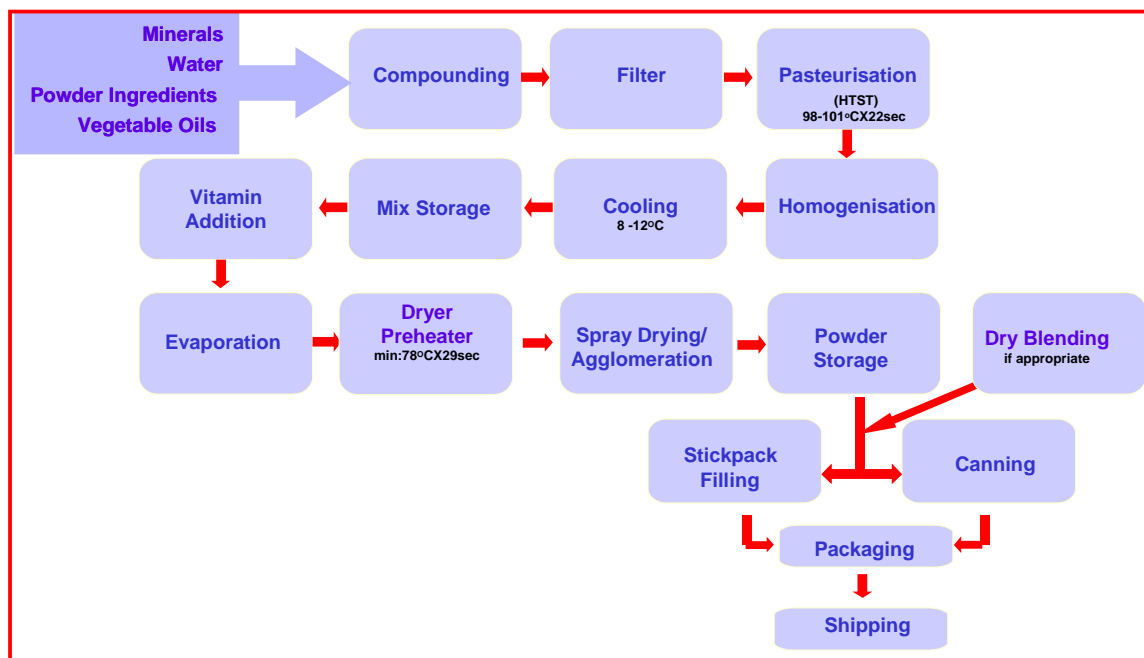 Minerals
Water
Powder Ingredients
Vegetable Oils
Compounding
Filter
Pasteurisation
(HTST)
98-101ºCX22sec
Vitamin
Addition
Mix Storage
Cooling
8 -12ºC
Homogenisation
Evaporation
Dryer
Preheater
min:78ºCX29sec
Spray Drying/
Agglomeration
Powder
Storage
Dry Blending
if appropriate
Stickpack
Filling
Canning
Packaging
Shipping